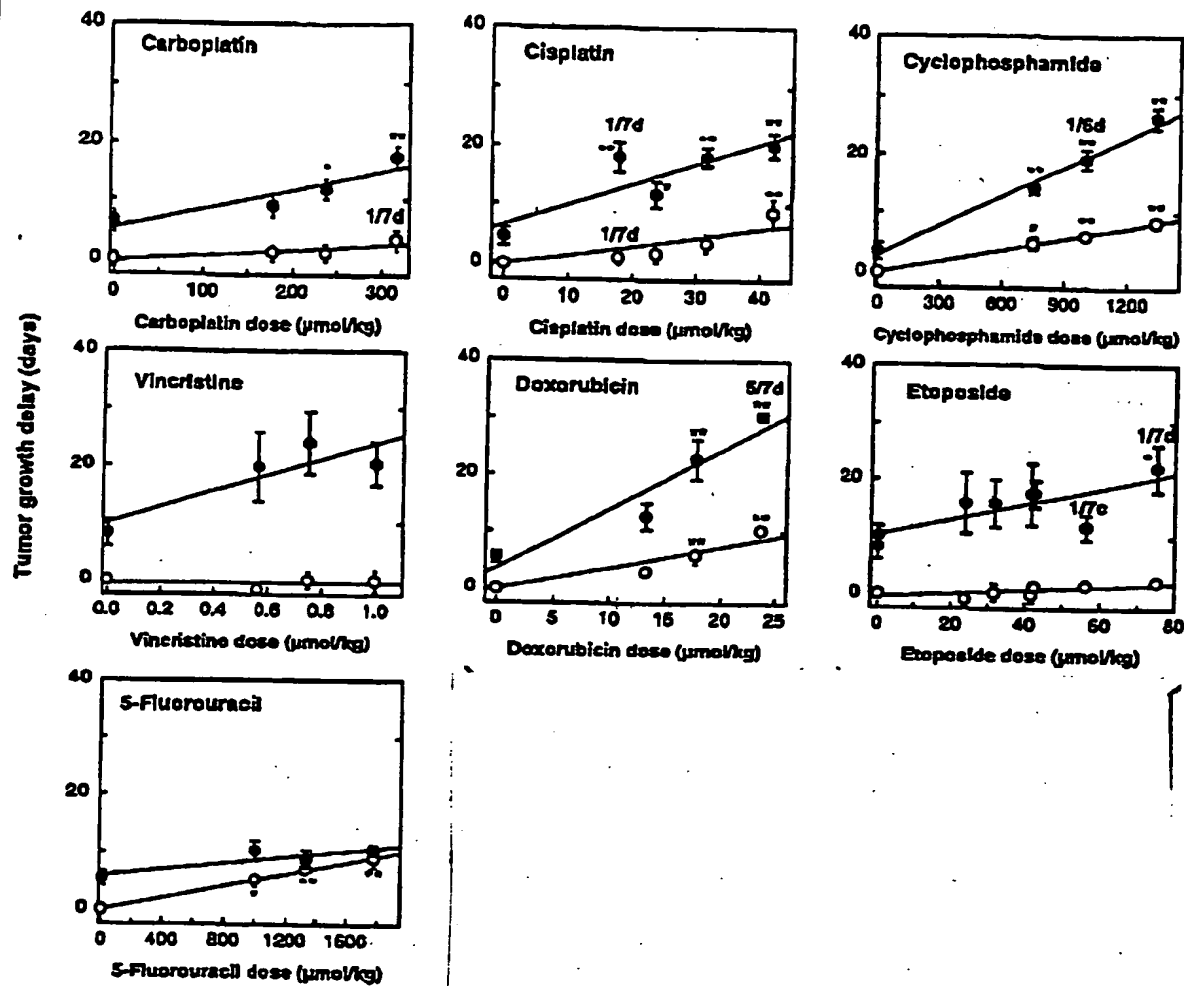 Tumor growth delay (days)
Carboplatin
40
20
0
1/7d
0 100 200 300
Carboplatin dose (µmol/kg)
Cisplatin
40
20
0
1/7d
1/7d
0 10 20 30 40
Cisplatin dose (µmol/kg)
Cyclophosphamide
40
20
0
1/6d
0 300 600 900 1200
Cyclophosphamide dose (µmol/kg)
Vincristine
40
20
0
0.0 0.2 0.4 0.6 0.8 1.0
Vincristine dose (µmol/kg)
Doxorubicin
40
20
0
5/7d
**
**
0 5 10 15 20 25
Doxorubicin dose (µmol/kg)
Etoposide
40
20
0
1/7d
1/7c
0 20 40 60 80
Etoposide dose (µmol/kg)
5-Fluorouracil
40
20
0
0 400 800 1200 1600
5-Fluorouracil dose (µmol/kg)